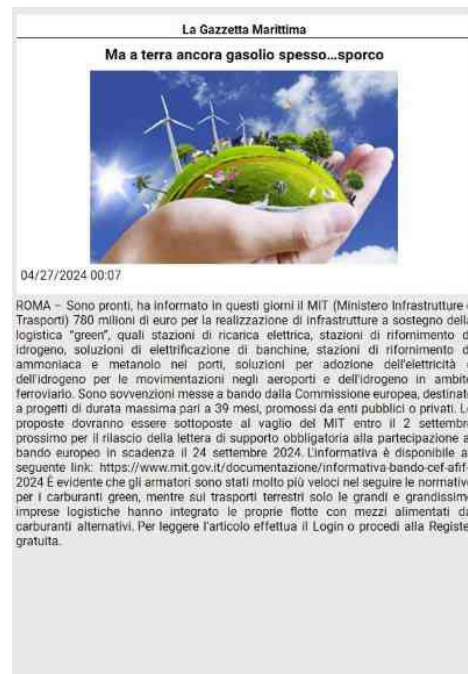 La Gazzetta Marittima
Ma a terra ancora gasolio spesso...sporco
04/27/2024 00:07
ROMA – Sono pronti, ha informato in questi giorni il MIT (Ministero Infrastrutture
Trasporti) 780 milioni di euro per la realizzazione di infrastrutture a sostegno della
logistica "green", quali stazioni di ricarica elettrica, stazioni di rifornimento
idrogeno, soluzioni di elettrificazione di banchine, stazioni di rifornimento
ammoniaca e metanolo nei porti, soluzioni per adozione dell'elettricità
dell'idrogeno per le movimentazioni negli aeroporti e dell'idrogeno in ambito
ferroviario. Sono sovvenzioni messe a bando dalla Commissione europea, destinate
a progetti di durata massima pari a 39 mesi, promossi da enti pubblici o privati.
proposte dovranno essere sottoposte al vaglio del MIT entro il 2 settembre
prossimo per il rilascio della lettera di supporto obbligatoria alla partecipazione
bando europeo in scadenza il 24 settembre 2024. L'informativa è disponibile
seguente link: https://www.mit.gov.it/documentazione/informativa-bando-cef-afif-
2024 È evidente che gli armatori sono stati molto più veloci nel seguire le normative
per i carburanti green, mentre sui trasporti terrestri solo le grandi e grandissime
imprese logistiche hanno integrato le proprie flotte con mezzi alimentati da
carburanti alternativi. Per leggere l'articolo effettua il Login o procedi alla Register
gratuita.